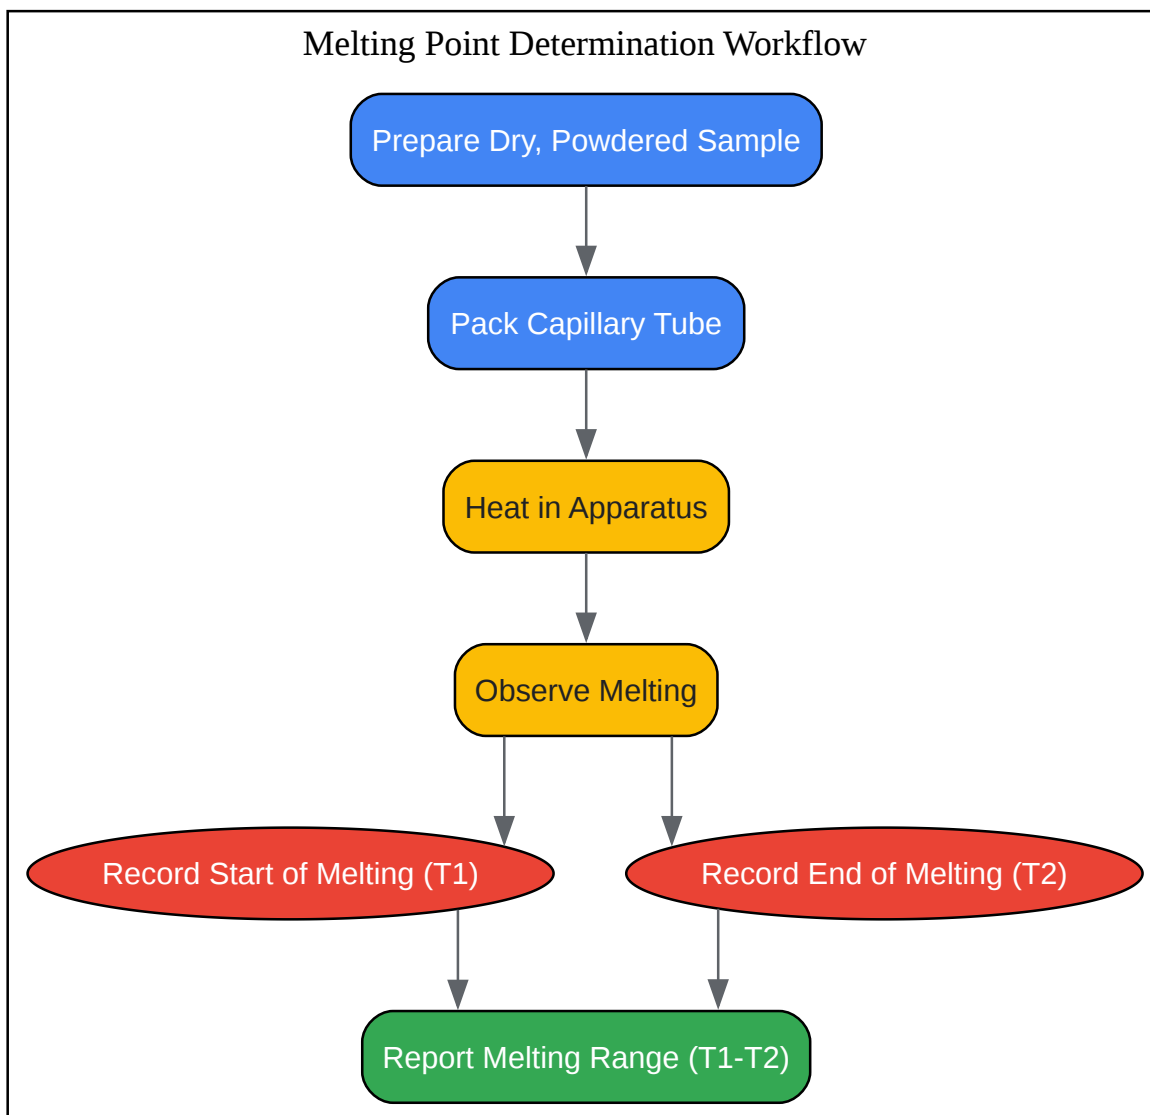 Melting Point Determination Workflow
Prepare Dry, Powdered Sample
Pack Capillary Tube
Heat in Apparatus
Observe Melting
Record Start of Melting (T1)
Record End of Melting (T2)
Report Melting Range (T1-T2)